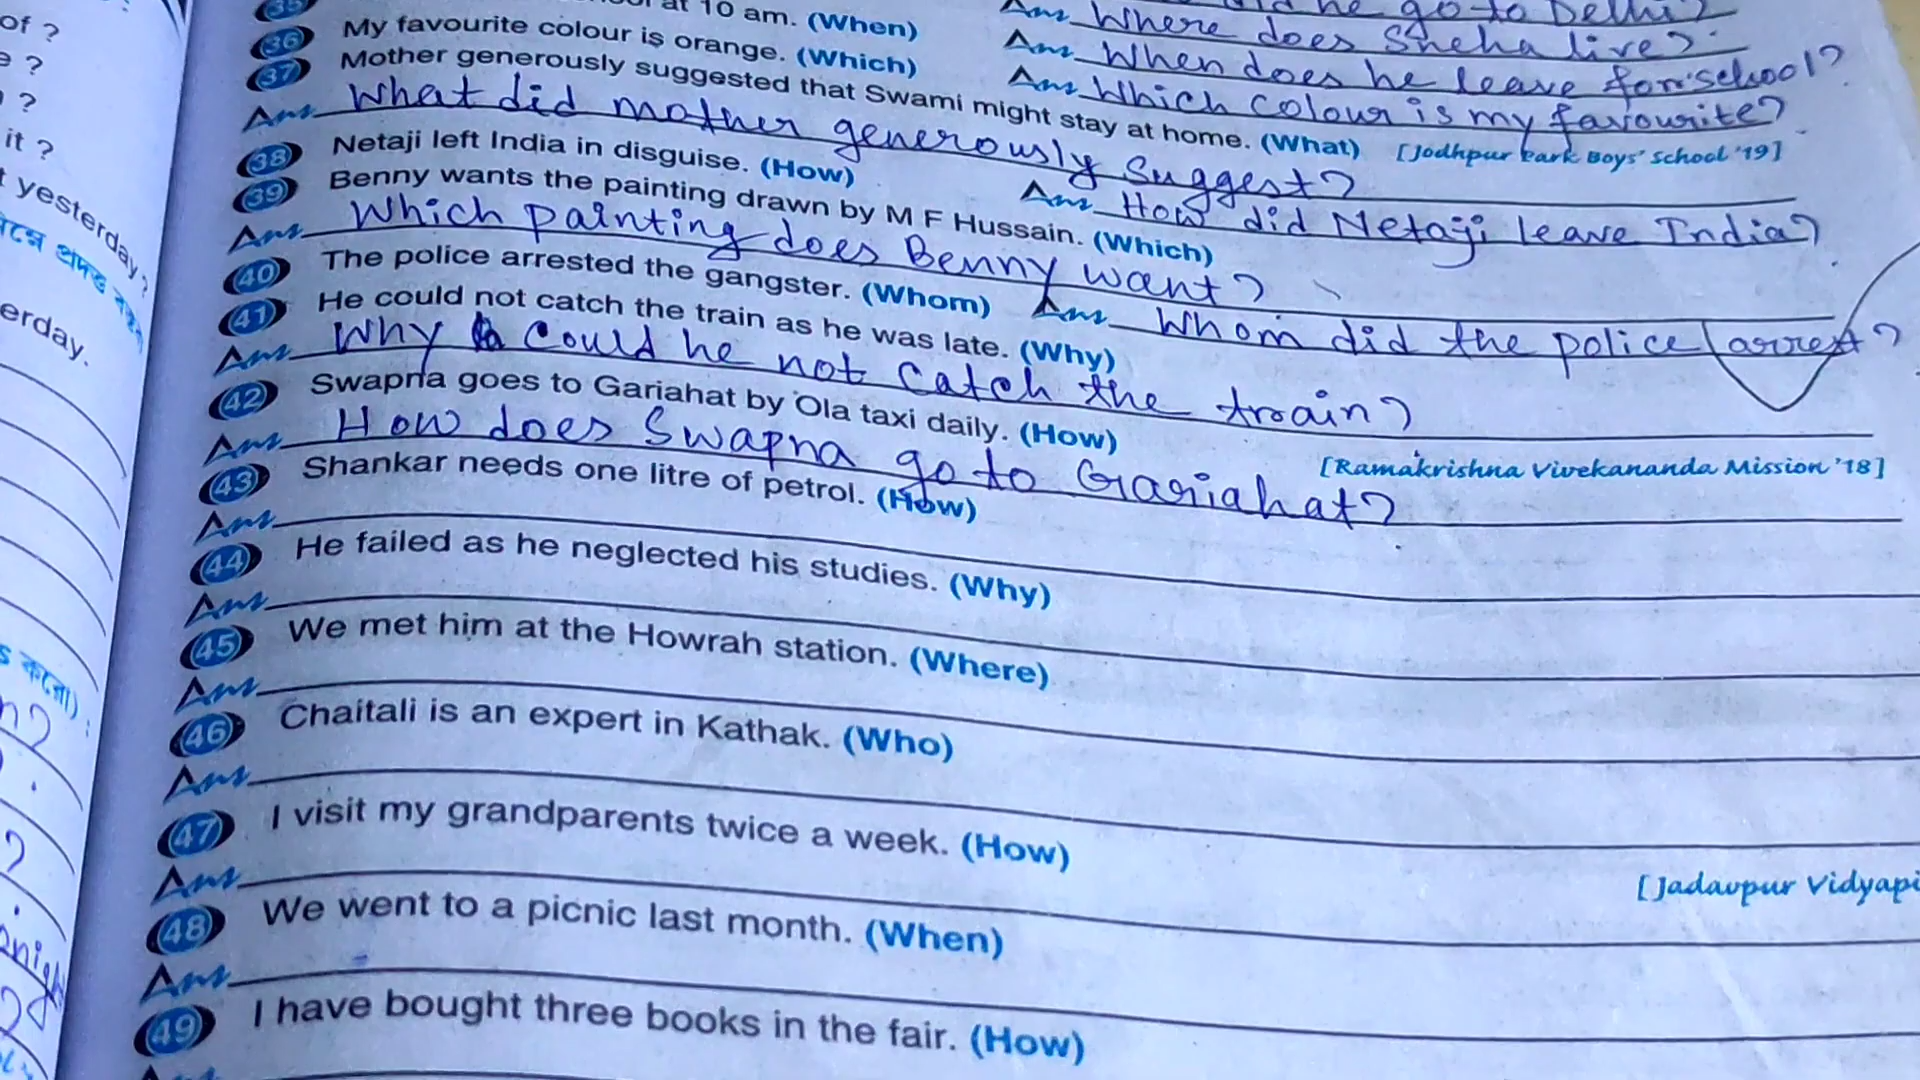 of ?
?
?
it ?
yesterday ?
erday.
at 10 am. (When)
go to Delhi?
Ans Where does Sneha live?
36 My favourite colour is orange. (Which)
Ans When does he leave for school?
37 Mother generously suggested that Swami might stay at home. (What) [Jodhpur Park Boys' School '19]
Ans Which colour is my favourite?
Ans What did mother generously suggest?
38 Netaji left India in disguise. (How)
Ans How did Netaji leave India?
39 Benny wants the painting drawn by M F Hussain. (Which)
Ans Which painting does Benny want?
40 The police arrested the gangster. (Whom)
Ans Whom did the police arrest?
41 He could not catch the train as he was late. (Why)
Ans Why could he not catch the train?
42 Swapna goes to Gariahat by Ola taxi daily. (How)
[Ramakrishna Vivekananda Mission '18]
Ans How does Swapna go to Gariahat?
43 Shankar needs one litre of petrol. (How)
Ans
44 He failed as he neglected his studies. (Why)
Ans
45 We met him at the Howrah station. (Where)
Ans
46 Chaitali is an expert in Kathak. (Who)
Ans
47 I visit my grandparents twice a week. (How)
[Jadavpur Vidyapi
Ans
48 We went to a picnic last month. (When)
Ans
49 I have bought three books in the fair. (How)